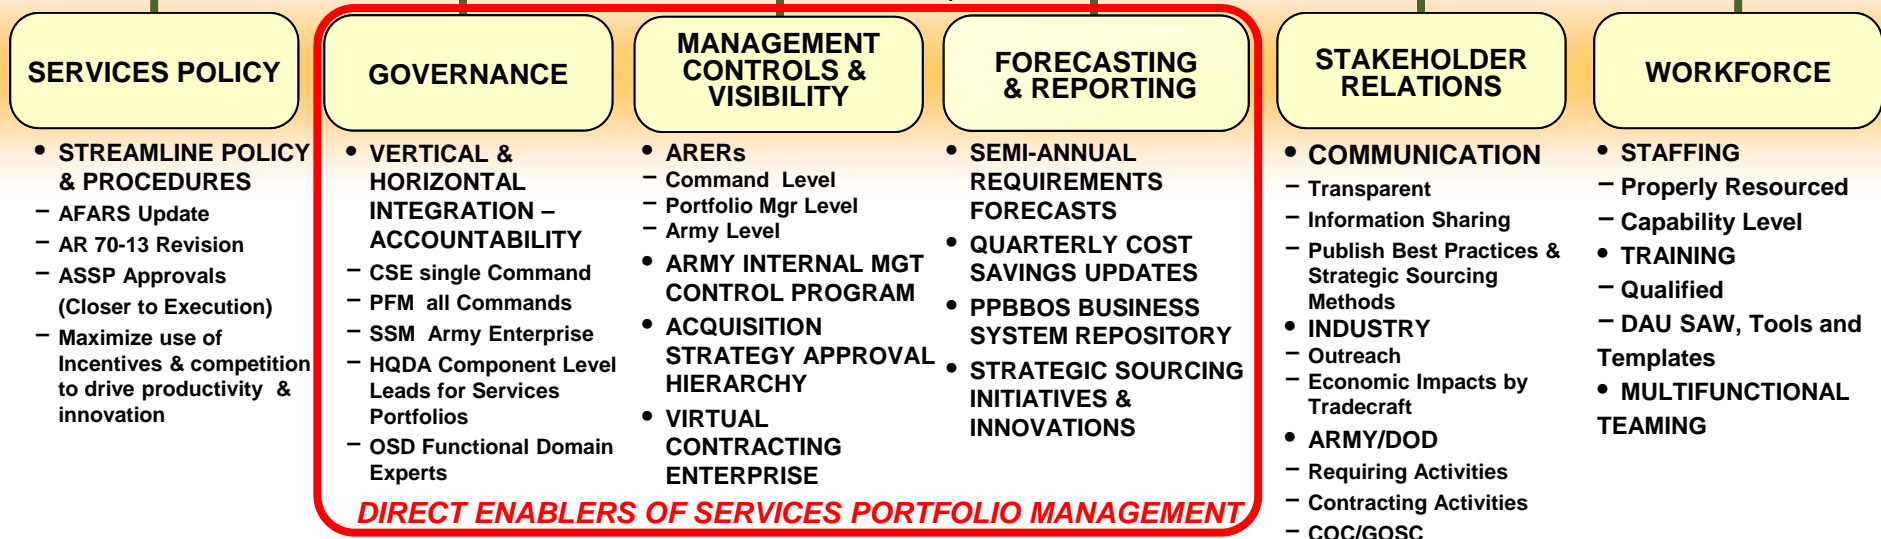 SERVICES POLICY
• STREAMLINE POLICY
& PROCEDURES
– AFARS Update
– AR 70-13 Revision
– ASSP Approvals
(Closer to Execution)
– Maximize use of
Incentives & competition
to drive productivity &
innovation
GOVERNANCE
• VERTICAL &
HORIZONTAL
INTEGRATION –
ACCOUNTABILITY
– CSE single Command
– PFM all Commands
– SSM Army Enterprise
– HQDA Component Level
Leads for Services
Portfolios
– OSD Functional Domain
Experts
MANAGEMENT
CONTROLS &
VISIBILITY
• ARERs
– Command Level
– Portfolio Mgr Level
– Army Level
• ARMY INTERNAL MGT
CONTROL PROGRAM
• ACQUISITION
STRATEGY APPROVAL
HIERARCHY
• VIRTUAL
CONTRACTING
ENTERPRISE
FORECASTING
& REPORTING
• SEMI-ANNUAL
REQUIREMENTS
FORECASTS
• QUARTERLY COST
SAVINGS UPDATES
• PPBBOS BUSINESS
SYSTEM REPOSITORY
• STRATEGIC SOURCING
INITIATIVES &
INNOVATIONS
DIRECT ENABLERS OF SERVICES PORTFOLIO MANAGEMENT
STAKEHOLDER
RELATIONS
• COMMUNICATION
– Transparent
– Information Sharing
– Publish Best Practices &
Strategic Sourcing
Methods
• INDUSTRY
– Outreach
– Economic Impacts by
Tradecraft
• ARMY/DOD
– Requiring Activities
– Contracting Activities
– COC/GOSC
WORKFORCE
• STAFFING
– Properly Resourced
– Capability Level
• TRAINING
– Qualified
– DAU SAW, Tools and
Templates
• MULTIFUNCTIONAL
TEAMING